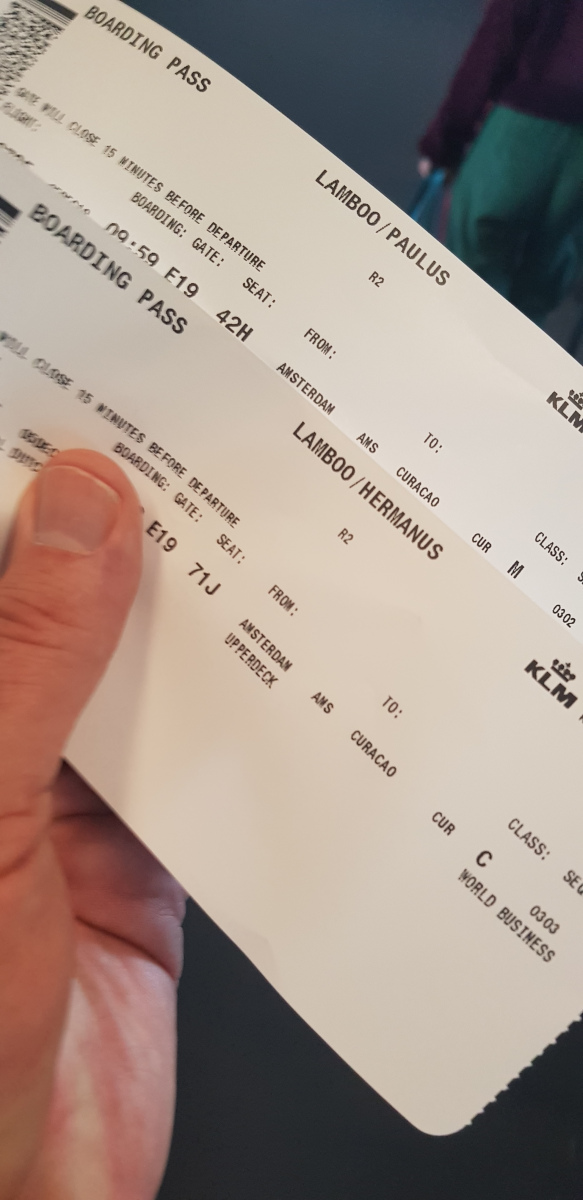 BOARDING PASS
GATE WILL CLOSE 15 MINUTES BEFORE DEPARTURE
FLIGHT: BOARDING: GATE: SEAT:
09:59 E19 42H
LAMBOO/PAULUS
R2
FROM: TO: CLASS:
AMSTERDAM AMS CURACAO CUR M 0302
KLM
BOARDING PASS
WILL CLOSE 15 MINUTES BEFORE DEPARTURE
BOARDING: GATE: SEAT:
E19 71J
UPPERDECK
LAMBOO/HERMANUS
R2
FROM: TO: CLASS:
AMSTERDAM AMS CURACAO CUR C 0303
WORLD BUSINESS
KLM